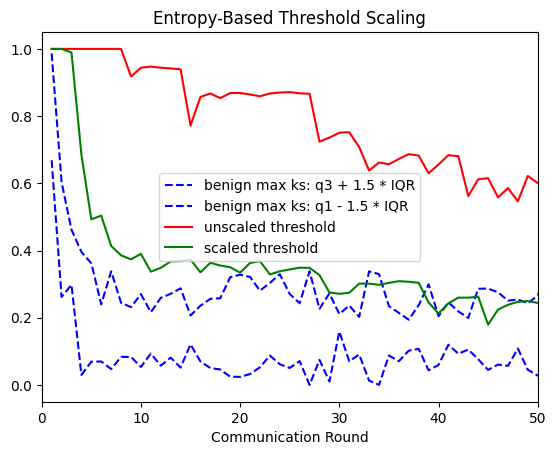 Entropy-Based Threshold Scaling
1.0
0.8
0.6
0.4
0.2
0.0
benign max ks: q3 + 1.5 * IQR
benign max ks: q1 - 1.5 * IQR
unscaled threshold
scaled threshold
0 10 20 30 40 50
Communication Round